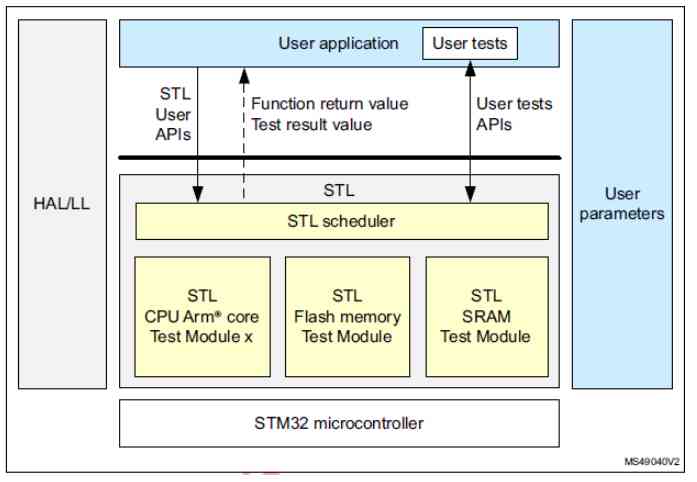 User application
User tests
STL
User
APIs
Function return value
Test result value
User tests
APIs
HAL/LL
STL
User
parameters
STL scheduler
STL
CPU Arm® core
Test Module x
STL
Flash memory
Test Module
STL
SRAM
Test Module
STM32 microcontroller
MS49040V2